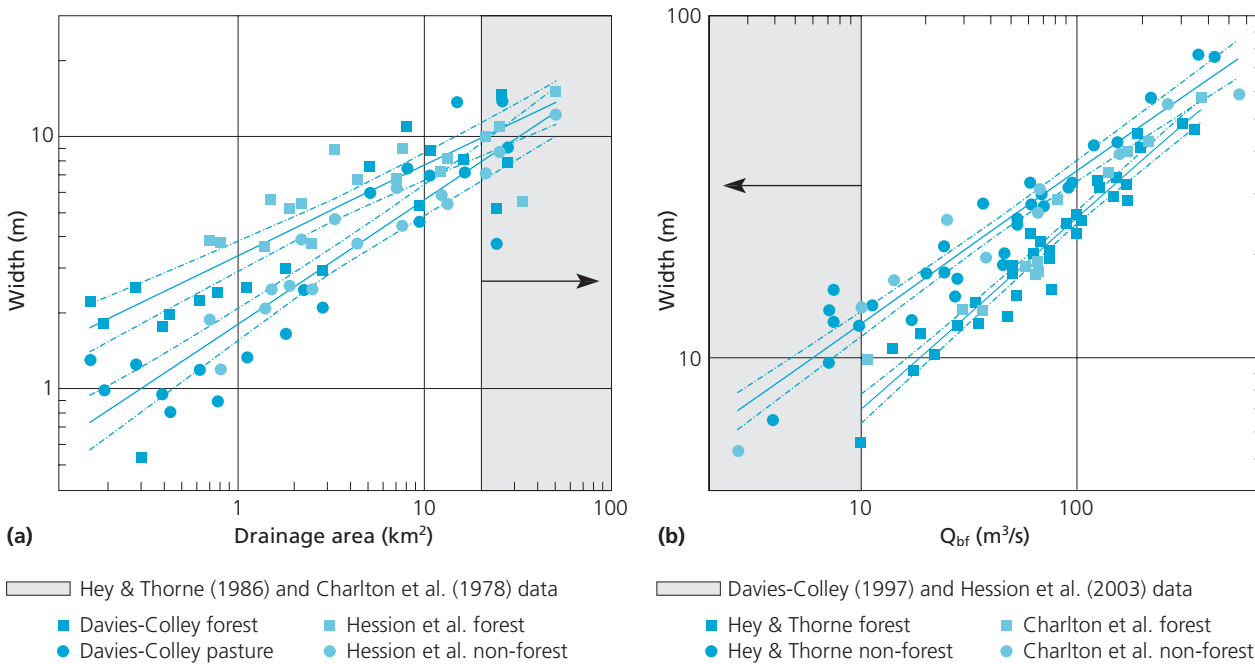 10
1
Width (m)
1
10
100
(a)
Drainage area (km²)
Hey & Thorne (1986) and Charlton et al. (1978) data
Davies-Colley forest
Hession et al. forest
Davies-Colley pasture
Hession et al. non-forest
100
10
Width (m)
10
100
(b)
Qbf (m³/s)
Davies-Colley (1997) and Hession et al. (2003) data
Hey & Thorne forest
Charlton et al. forest
Hey & Thorne non-forest
Charlton et al. non-forest